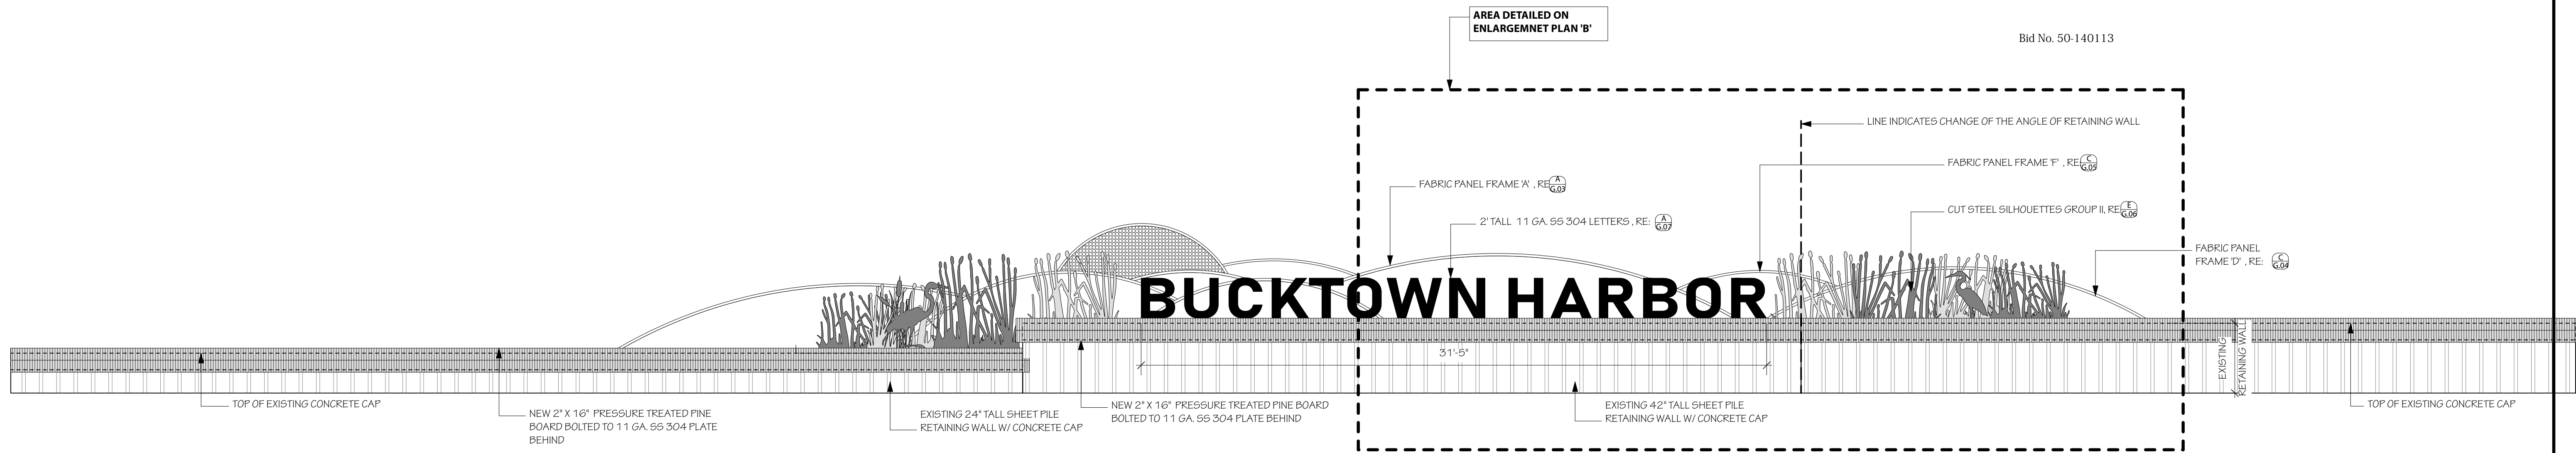 AREA DETAILED ON
ENLARGEMNET PLAN 'B'
Bid No. 50-140113
LINE INDICATES CHANGE OF THE ANGLE OF RETAINING WALL
FABRIC PANEL FRAME 'F' , RE:
C
G.05
FABRIC PANEL FRAME 'A' , RE:
A
G.03
CUT STEEL SILHOUETTES GROUP II, RE:
E
G.06
2' TALL 11 GA. SS 304 LETTERS , RE:
A
G.07
FABRIC PANEL
FRAME 'D' , RE:
C
G.04
BUCKTOWN HARBOR
31'-5"
EXISTING
RETAINING WALL
TOP OF EXISTING CONCRETE CAP
NEW 2" X 16" PRESSURE TREATED PINE
BOARD BOLTED TO 11 GA. SS 304 PLATE
BEHIND
EXISTING 24" TALL SHEET PILE
RETAINING WALL W/ CONCRETE CAP
NEW 2" X 16" PRESSURE TREATED PINE BOARD
BOLTED TO 11 GA. SS 304 PLATE BEHIND
EXISTING 42" TALL SHEET PILE
RETAINING WALL W/ CONCRETE CAP
TOP OF EXISTING CONCRETE CAP